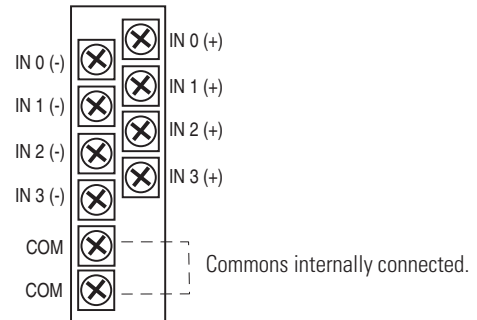 IN 0 (+)
IN 0 (-)
IN 1 (+)
IN 1 (-)
IN 2 (+)
IN 2 (-)
IN 3 (+)
IN 3 (-)
COM
Commons internally connected.
COM